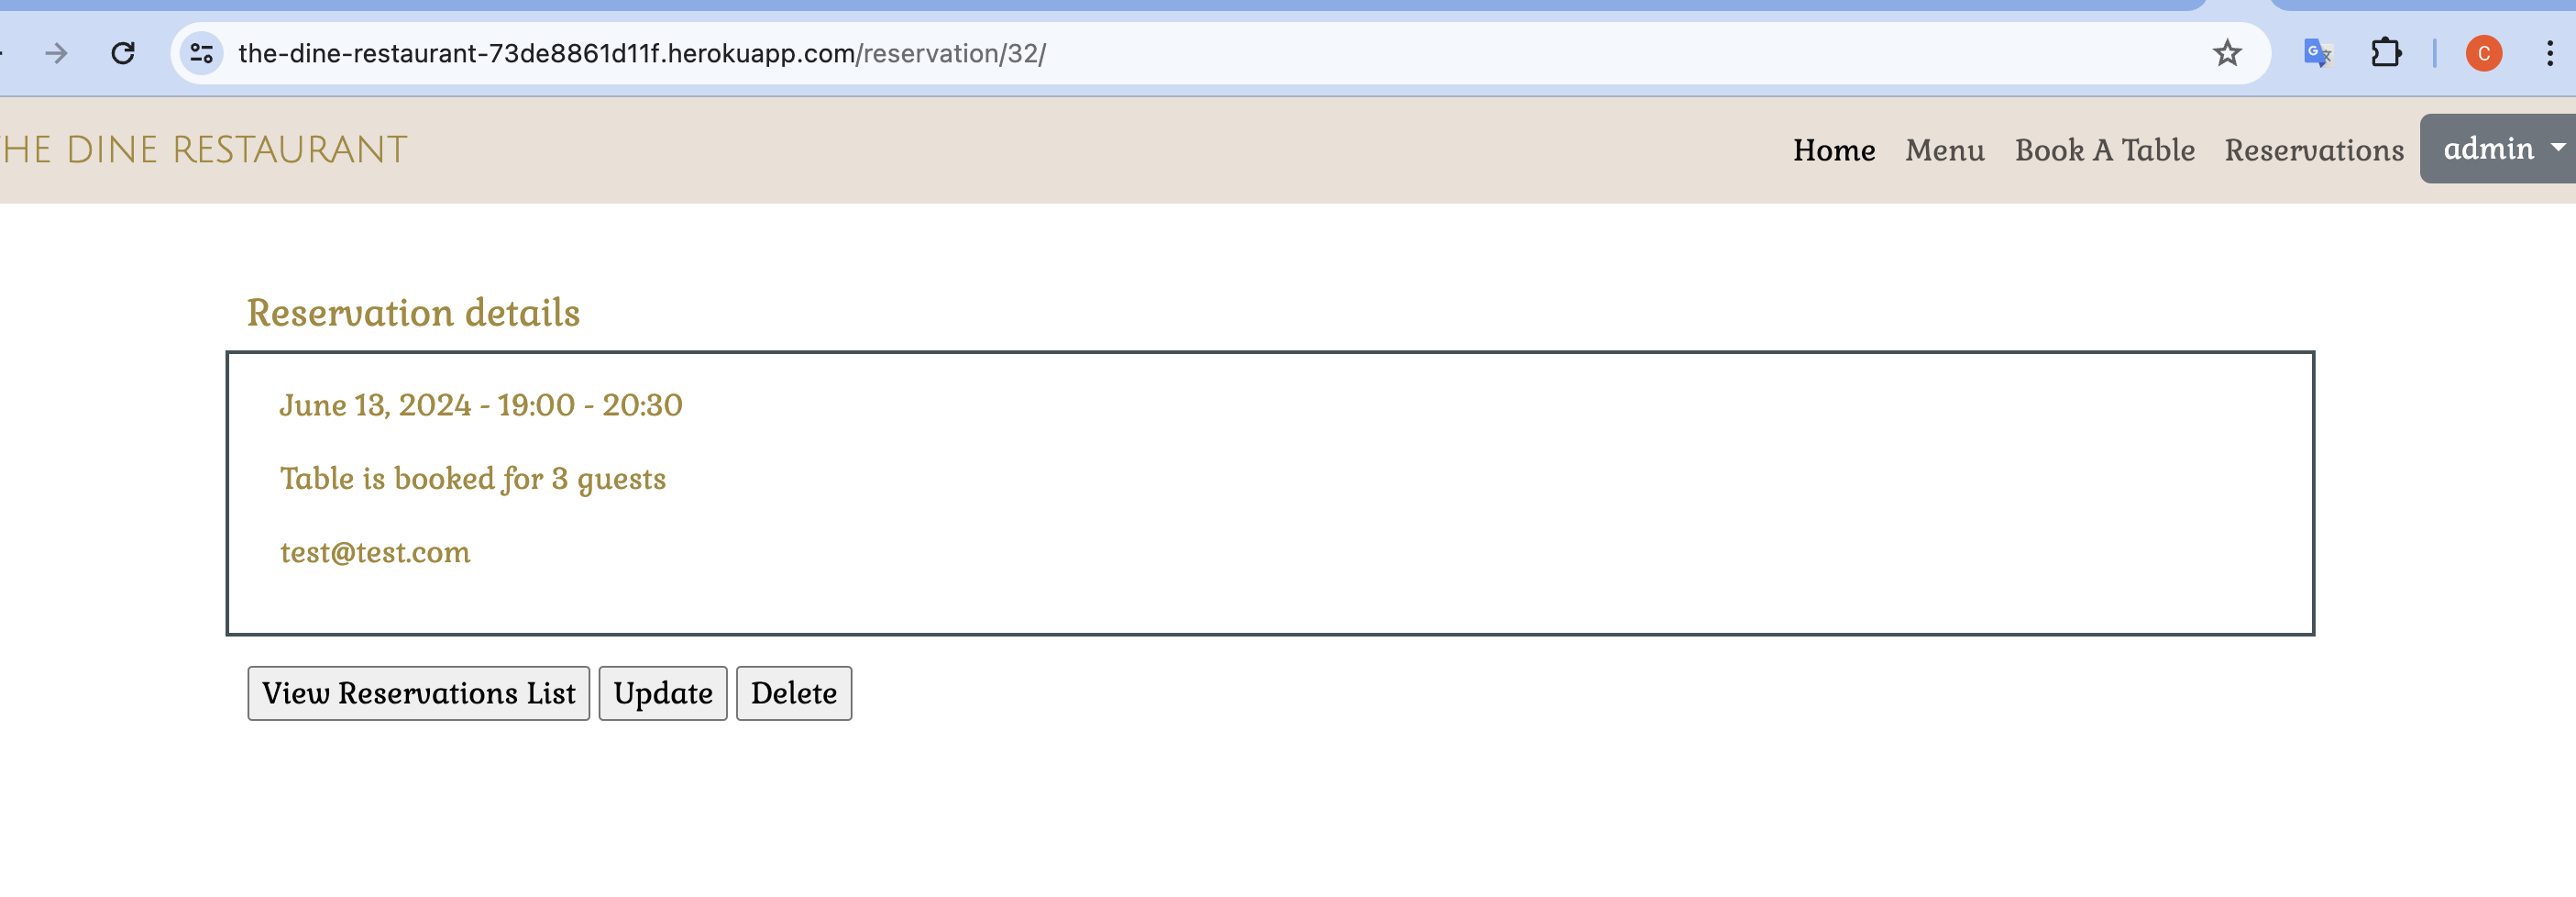 the-dine-restaurant-73de8861d11f.herokuapp.com/reservation/32/
C
HE DINE RESTAURANT
Home Menu Book A Table Reservations admin
Reservation details
June 13, 2024 - 19:00 - 20:30
Table is booked for 3 guests
test@test.com
View Reservations List Update Delete